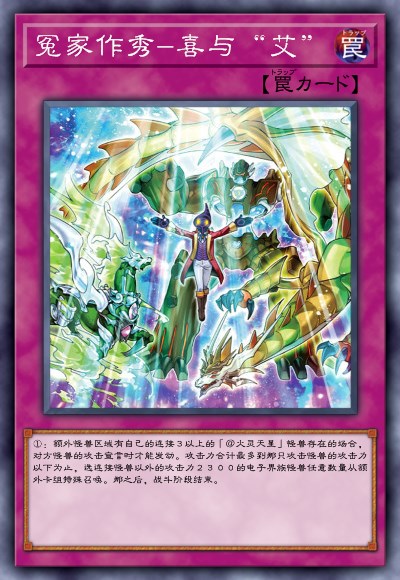 冤家作秀-喜与“艾”
罠
トラップ
【罠カード】
トラップ
①：额外怪兽区域有自己的连接３以上的「＠火灵天星」怪兽存在的场合，
对方怪兽的攻击宣言时才能发动。攻击力合计最多到那只攻击怪兽的攻击力
以下为止，选连接怪兽以外的攻击力２３００的电子界族怪兽任意数量从额
外卡组特殊召唤。那之后，战斗阶段结束。